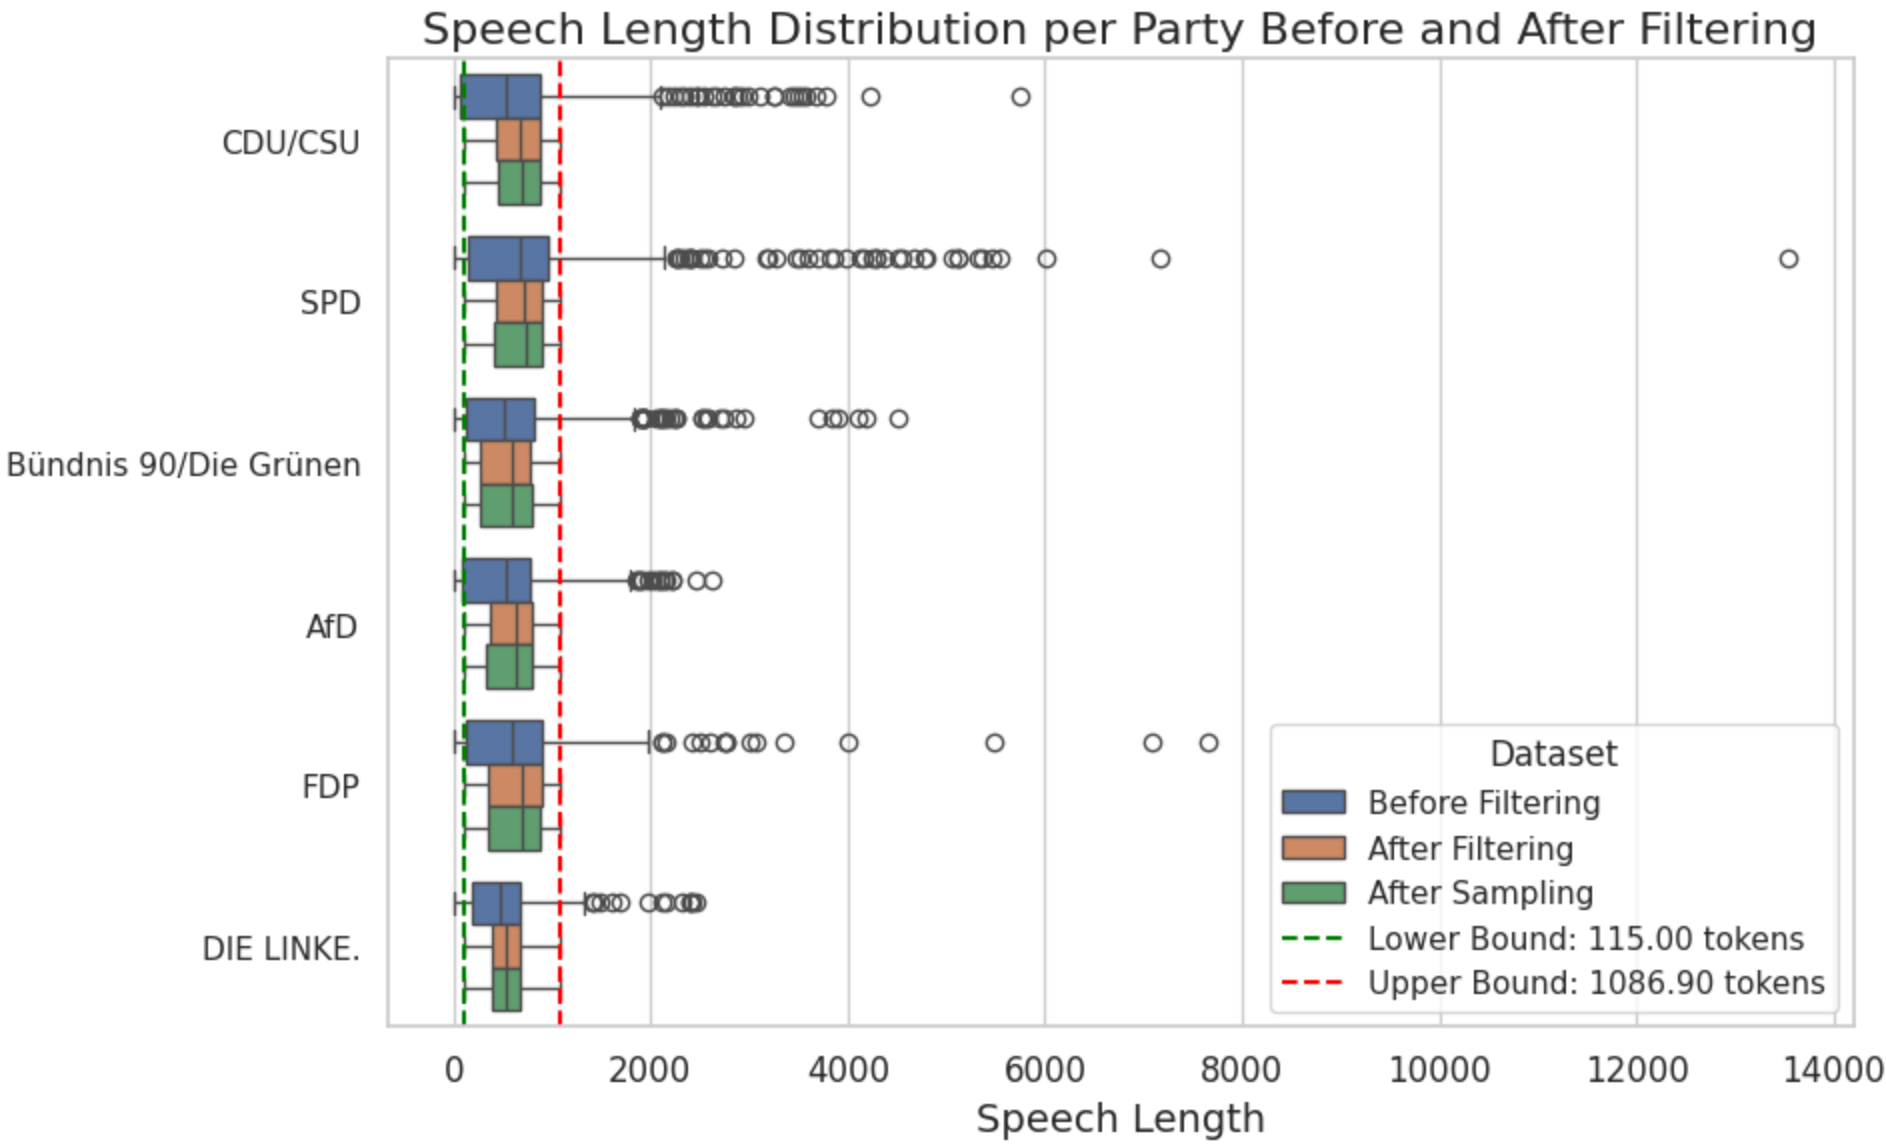 Speech Length Distribution per Party Before and After Filtering
CDU/CSU
SPD
Bündnis 90/Die Grünen
AfD
FDP
DIE LINKE.
Dataset
Before Filtering
After Filtering
After Sampling
Lower Bound: 115.00 tokens
Upper Bound: 1086.90 tokens
0 2000 4000 6000 8000 10000 12000 14000
Speech Length